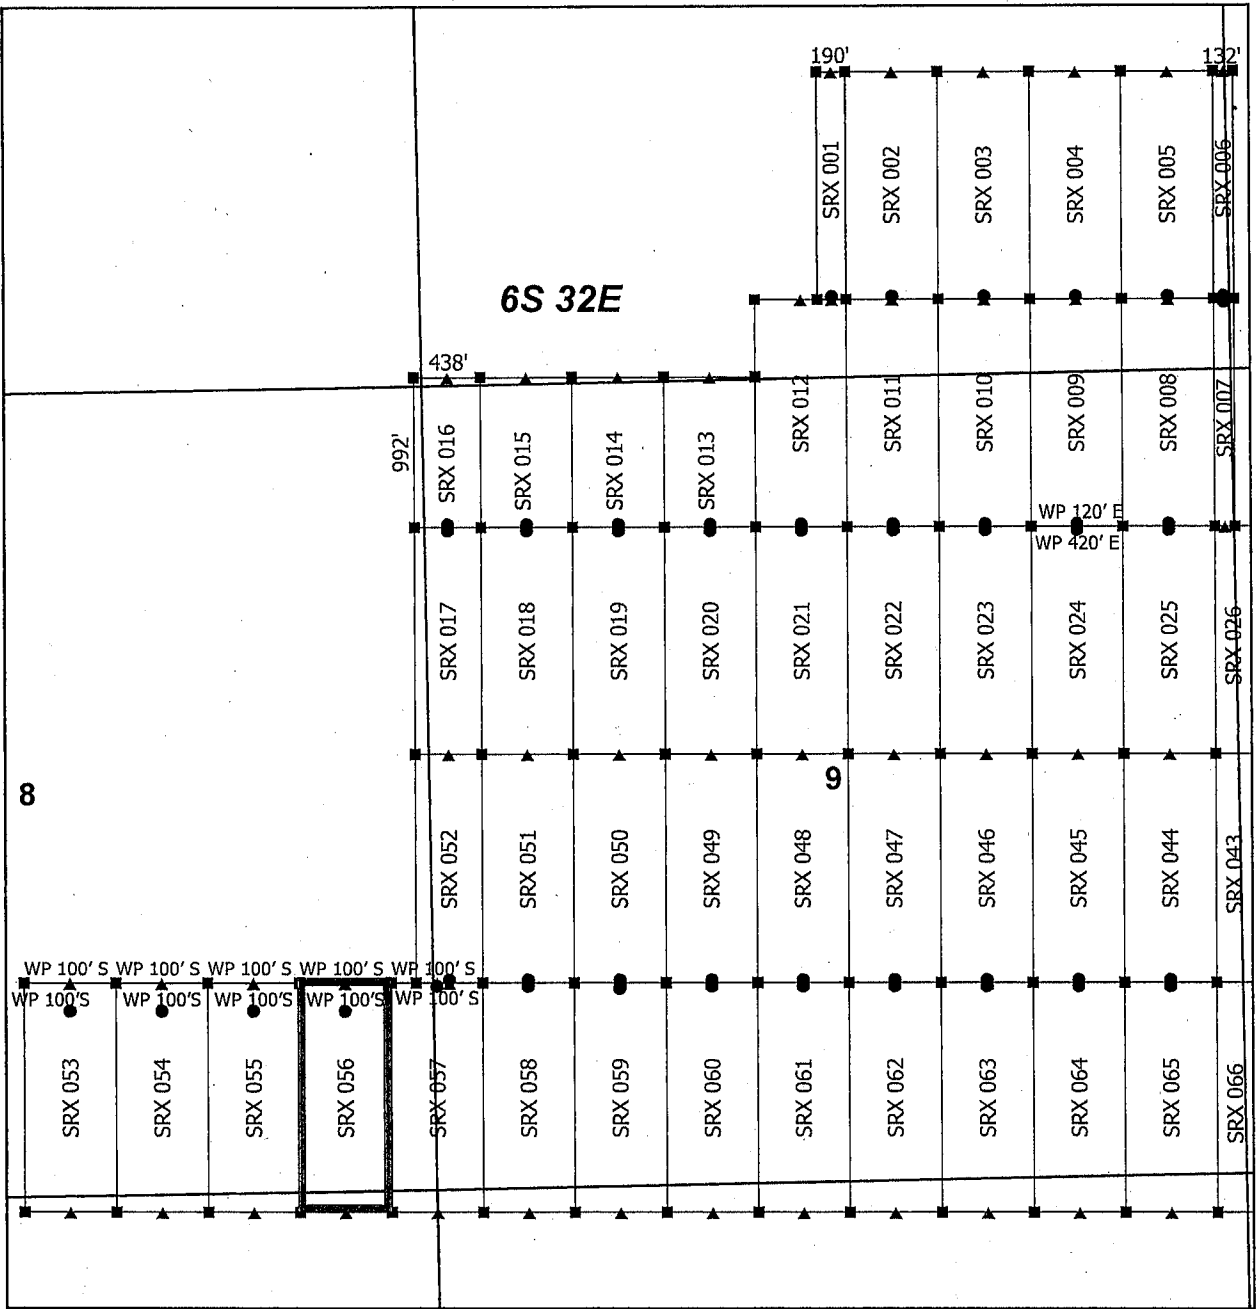 190' 132'
SRX 001 SRX 002 SRX 003 SRX 004 SRX 005 SRX 006
6S 32E
438'
992' SRX 016 SRX 015 SRX 014 SRX 013 SRX 012 SRX 011 SRX 010 SRX 009 SRX 008 SRX 007
WP 120' E
WP 420' E
SRX 017 SRX 018 SRX 019 SRX 020 SRX 021 SRX 022 SRX 023 SRX 024 SRX 025 SRX 026
8 9
SRX 052 SRX 051 SRX 050 SRX 049 SRX 048 SRX 047 SRX 046 SRX 045 SRX 044 SRX 043
WP 100' S WP 100' S WP 100' S WP 100' S WP 100' S
WP 100'S WP 100'S WP 100'S WP 100'S WP 100' S
SRX 053 SRX 054 SRX 055 SRX 056 SRX 057 SRX 058 SRX 059 SRX 060 SRX 061 SRX 062 SRX 063 SRX 064 SRX 065 SRX 066